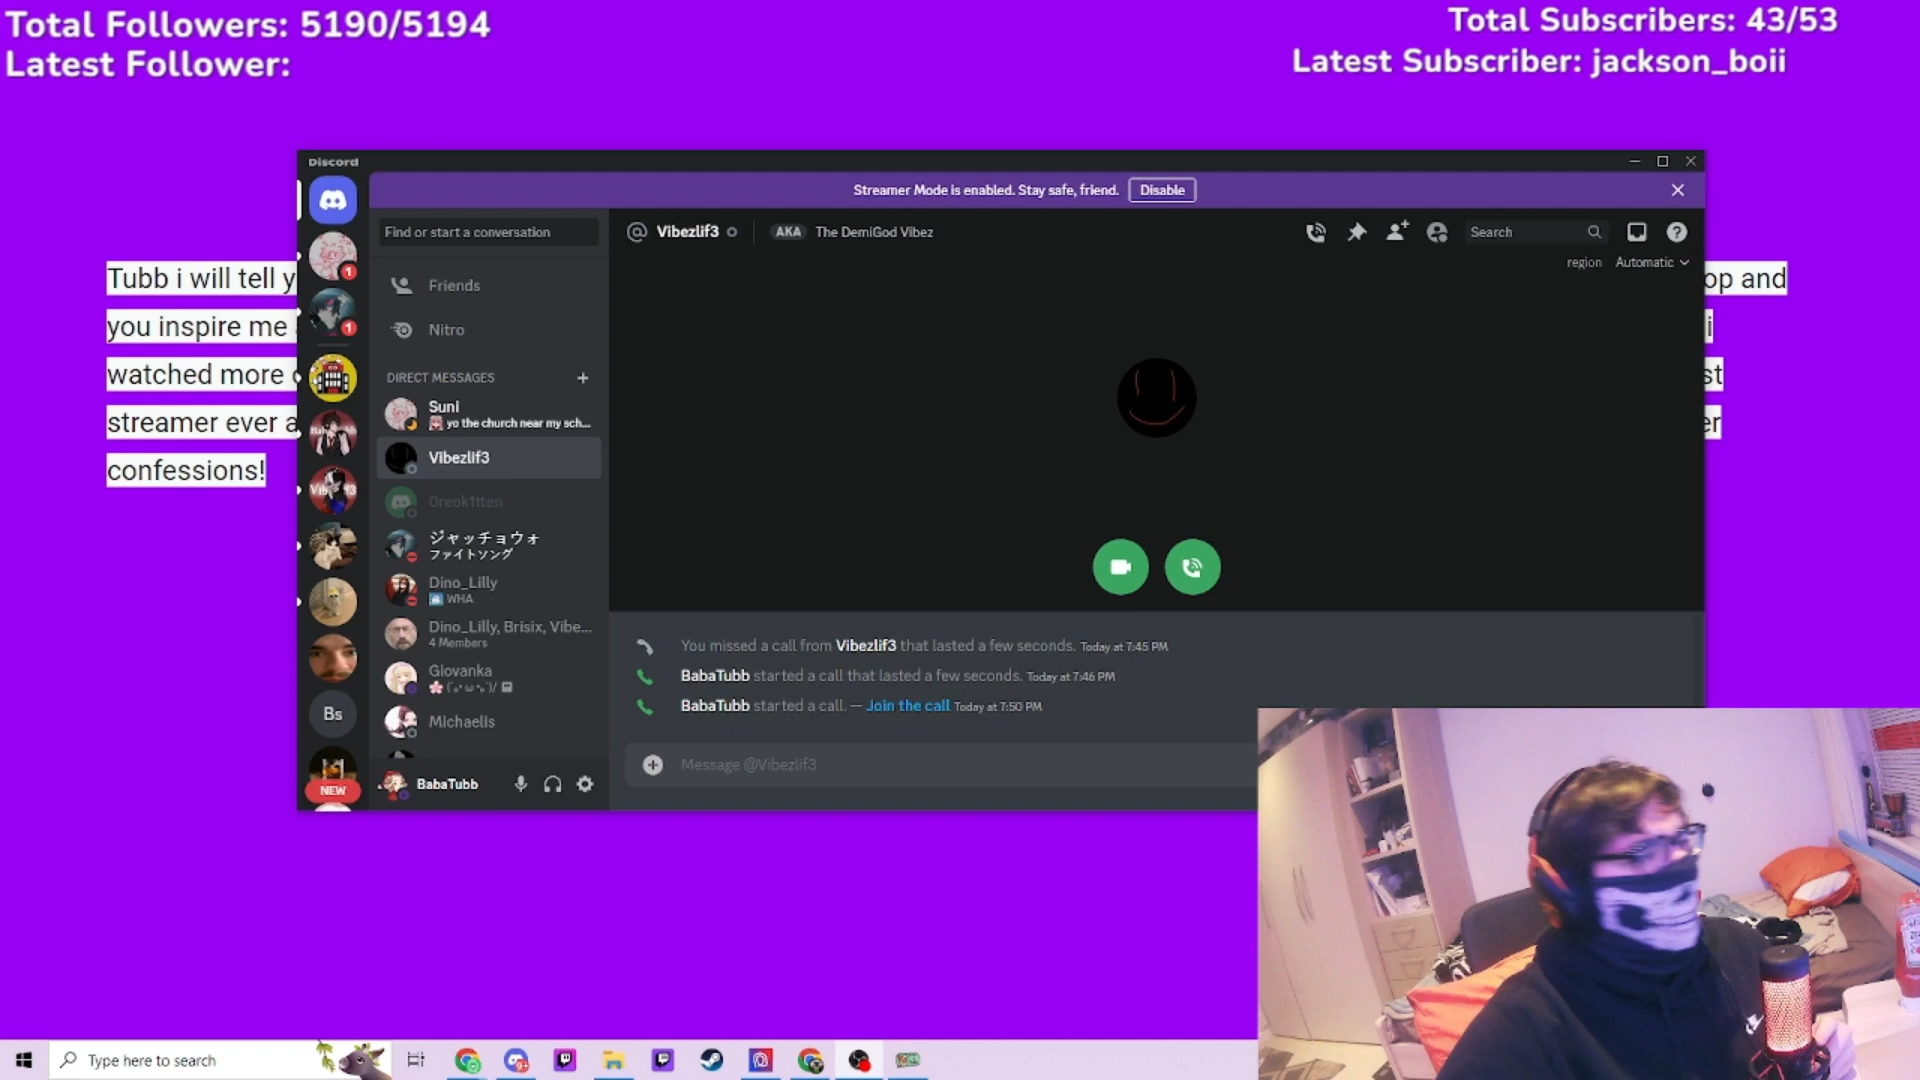 Total Followers: 5190/5194
Latest Follower:
Total Subscribers: 43/53
Latest Subscriber: jackson_boii
Discord
Streamer Mode is enabled. Stay safe, friend. Disable
Find or start a conversation
Vibezlif3
AKA The DemiGod Vibez
Search
region Automatic
Friends
Nitro
DIRECT MESSAGES
Suni
yo the church near my sch...
Vibezlif3
0reok1tten
ジャッチョウォ
ファイトソング
Dino_Lilly
WHA
Dino_Lilly, Brisix, Vibe...
4 Members
Giovanka
Michaelis
BabaTubb
1
1
Bs
NEW
You missed a call from Vibezlif3 that lasted a few seconds. Today at 7:45 PM
BabaTubb started a call that lasted a few seconds. Today at 7:46 PM
BabaTubb started a call. — Join the call Today at 7:50 PM
Message @Vibezlif3
Tubb i will tell y
op and
you inspire me
i
watched more
st
streamer ever a
er
confessions!
Type here to search